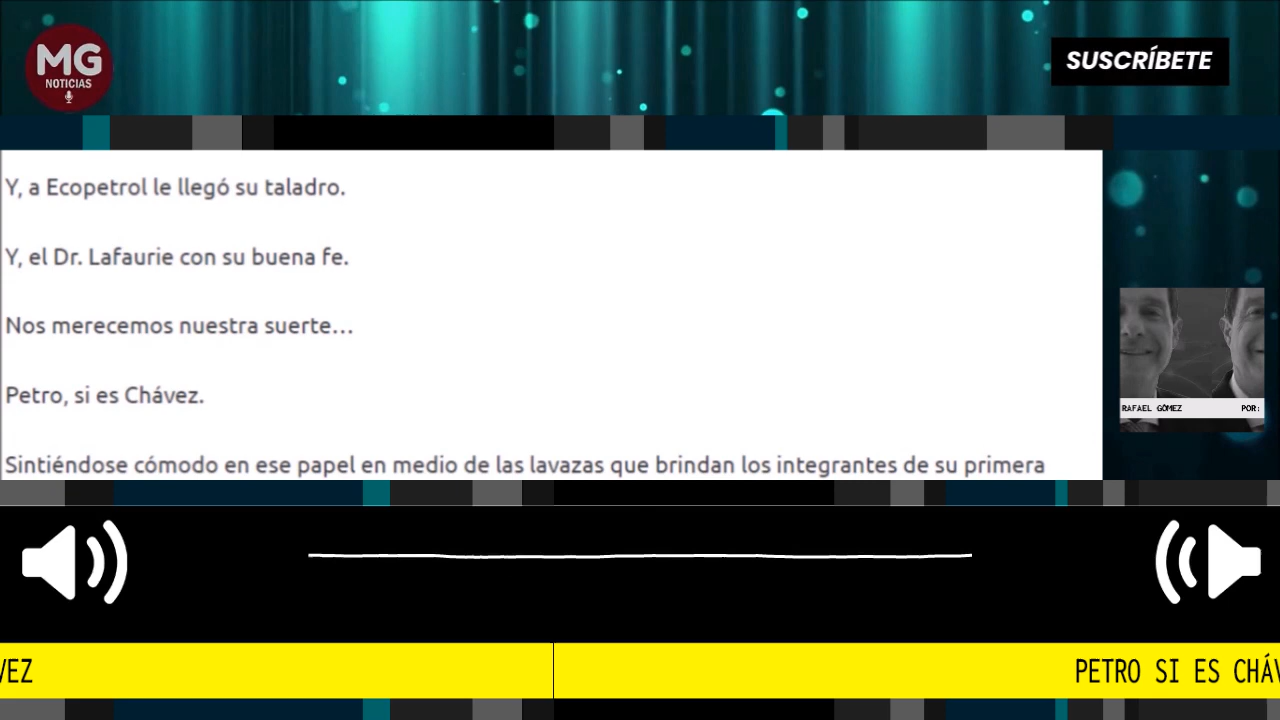 MG
NOTICIAS
SUSCRÍBETE
Y, a Ecopetrol le llegó su taladro.
Y, el Dr. Lafaurie con su buena fe.
Nos merecemos nuestra suerte...
Petro, si es Chávez.
Sintiéndose cómodo en ese papel en medio de las lavazas que brindan los integrantes de su primera
RAFAEL GÓMEZ POR:
VEZ PETRO SI ES CHÁV